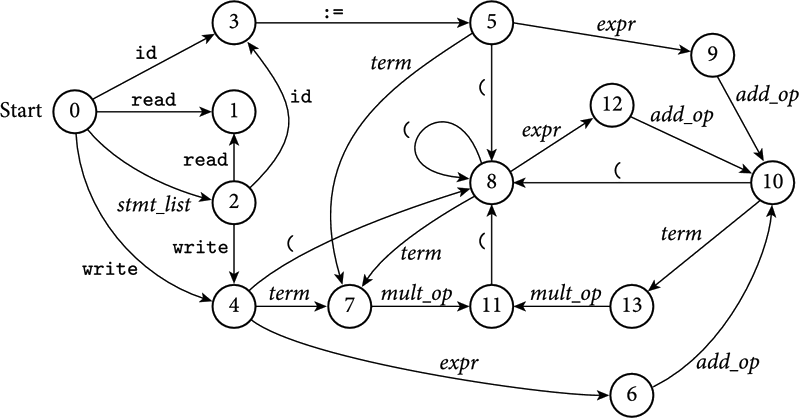 3
:=
5
expr
9
id
term
(
Start
0
read
1
id
(
12
add_op
add_op
expr
read
8
(
10
stmt_list
2
write
(
term
(
term
write
4
term
7
mult_op
11
mult_op
13
expr
add_op
6